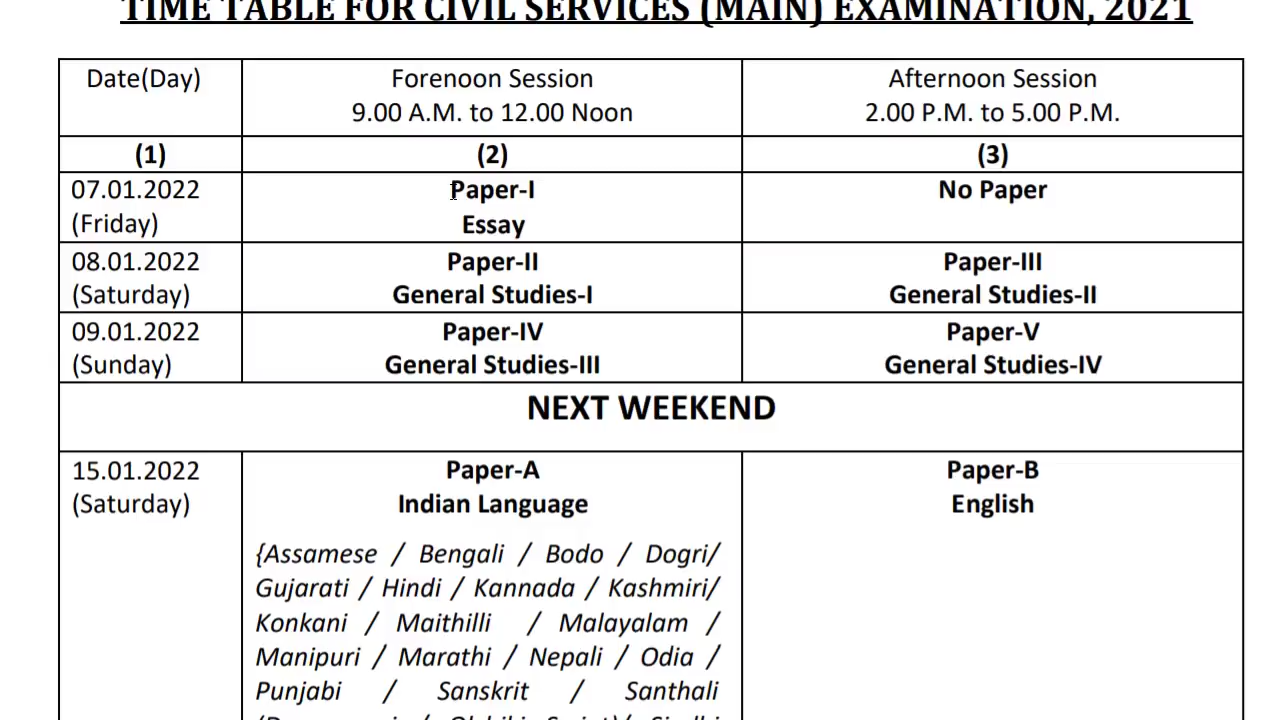 TIME TABLE FOR CIVIL SERVICES (MAIN) EXAMINATION, 2021
Date(Day)
Forenoon Session
9.00 A.M. to 12.00 Noon
Afternoon Session
2.00 P.M. to 5.00 P.M.
(1)
(2)
(3)
07.01.2022
(Friday)
Paper-I
Essay
No Paper
08.01.2022
(Saturday)
Paper-II
General Studies-I
Paper-III
General Studies-II
09.01.2022
(Sunday)
Paper-IV
General Studies-III
Paper-V
General Studies-IV
NEXT WEEKEND
15.01.2022
(Saturday)
Paper-A
Indian Language
{Assamese / Bengali / Bodo / Dogri/
Gujarati / Hindi / Kannada / Kashmiri/
Konkani / Maithilli / Malayalam /
Manipuri / Marathi / Nepali / Odia /
Punjabi / Sanskrit / Santhali
Paper-B
English